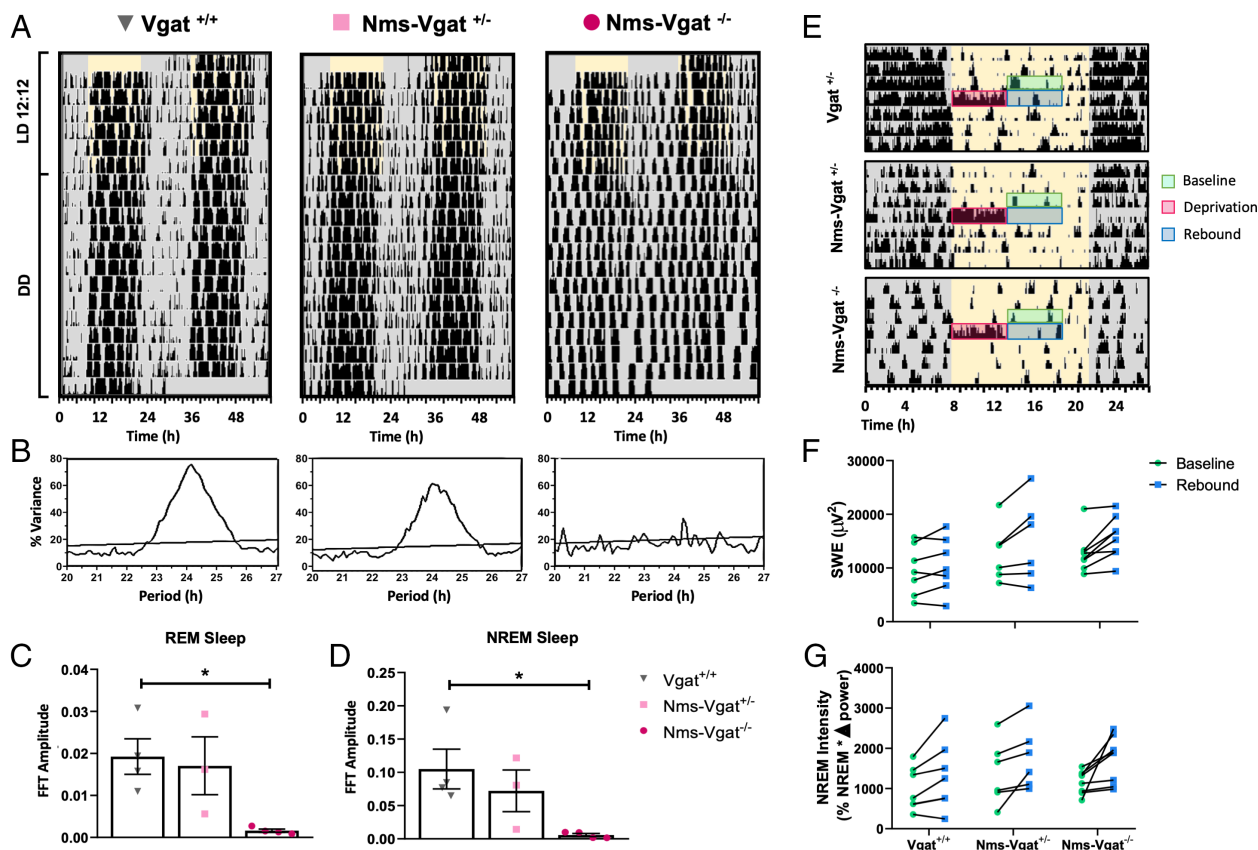 A
Vgat +/+
Nms-Vgat +/-
Nms-Vgat -/-
LD 12:12
DD
0 12 24 36 48
Time (h)
0 12 24 36 48
Time (h)
0 12 24 36 48
Time (h)
B
% Variance
80
60
40
20
0
20 21 22 23 24 25 26 27
Period (h)
80
60
40
20
0
20 21 22 23 24 25 26 27
Period (h)
80
60
40
20
0
20 21 22 23 24 25 26 27
Period (h)
C
REM Sleep
FFT Amplitude
0.04
0.03
0.02
0.01
0.00
*
D
NREM Sleep
FFT Amplitude
0.25
0.20
0.15
0.10
0.05
0.00
*
Vgat+/+
Nms-Vgat+/-
Nms-Vgat-/-
E
Vgat +/-
Nms-Vgat +/-
Nms-Vgat -/-
0 4 8 12 16 20 24
Time (h)
Baseline
Deprivation
Rebound
F
SWE (μV2)
30000
20000
10000
0
Baseline
Rebound
G
NREM Intensity
(% NREM * ▲ power)
4000
3000
2000
1000
0
Vgat+/+ Nms-Vgat+/- Nms-Vgat-/-